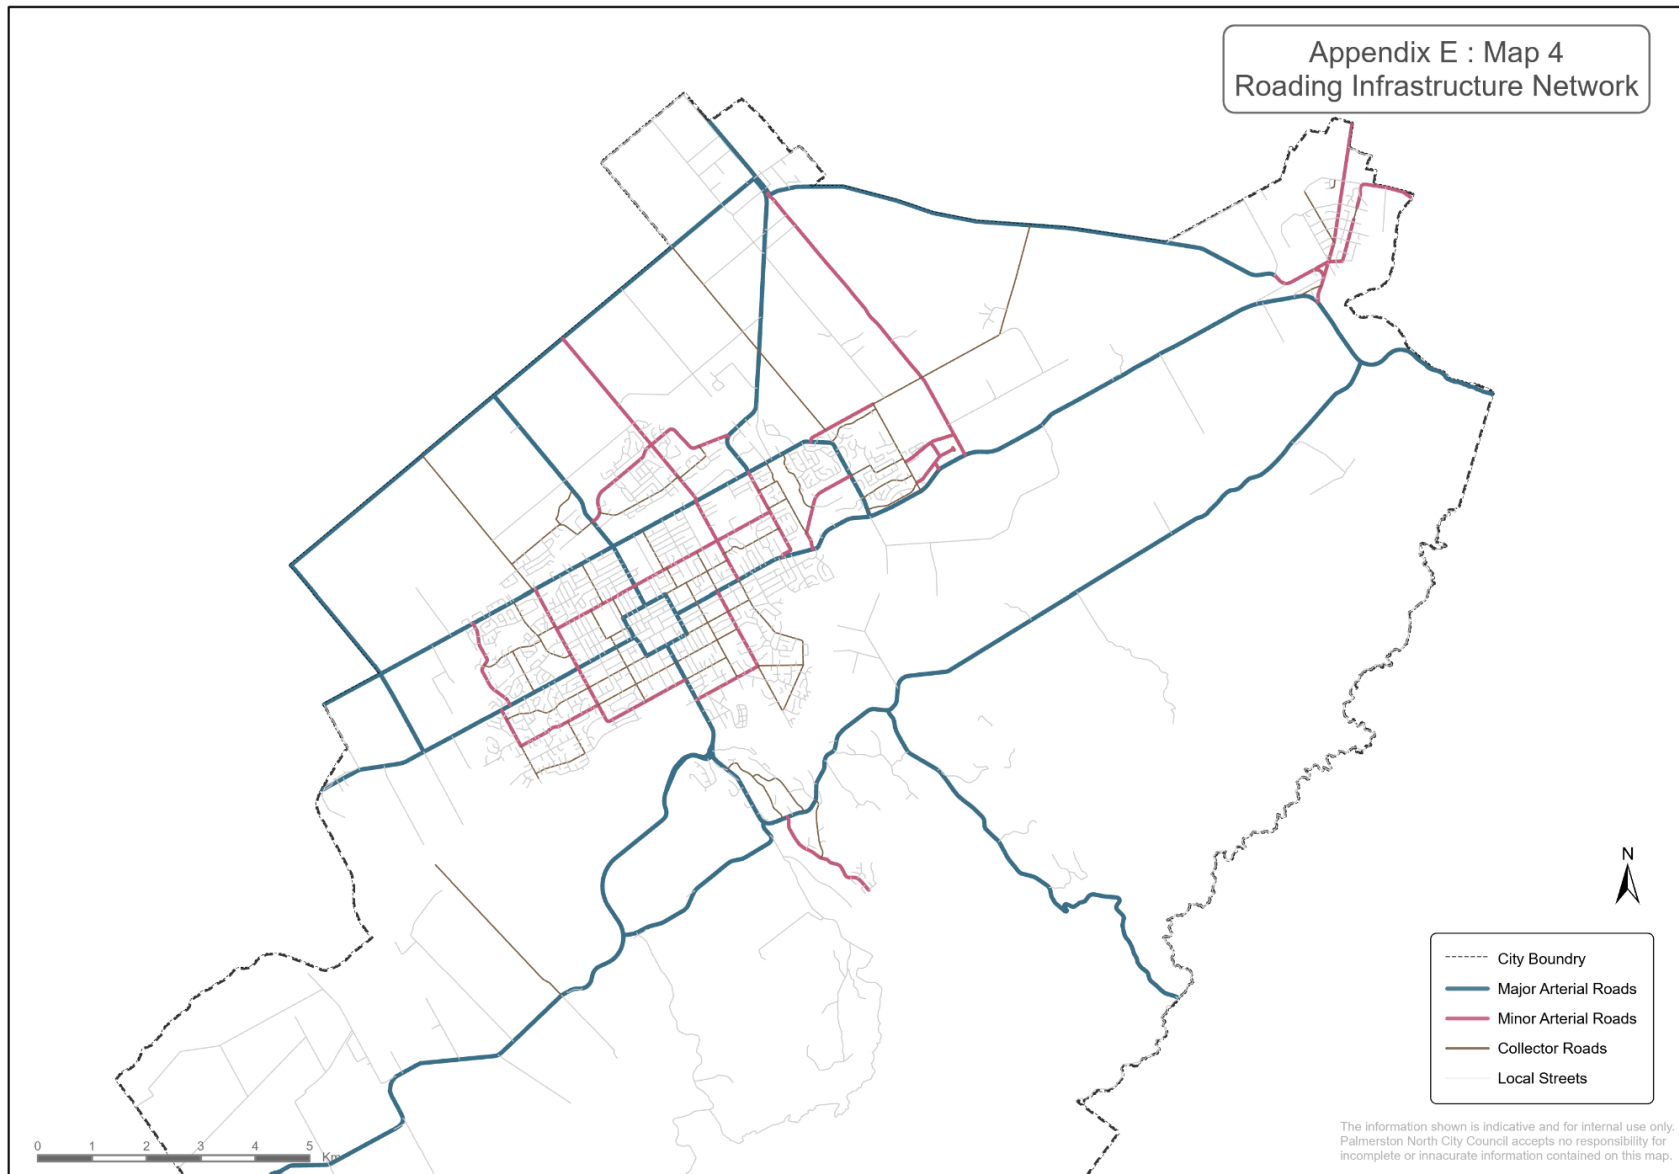 Appendix E : Map 4
Roading Infrastructure Network
N
City Boundry
Major Arterial Roads
Minor Arterial Roads
Collector Roads
Local Streets
0 1 2 3 4 5
Km
The information shown is indicative and for internal use only.
Palmerston North City Council accepts no responsibility for
incomplete or innacurate information contained on this map.